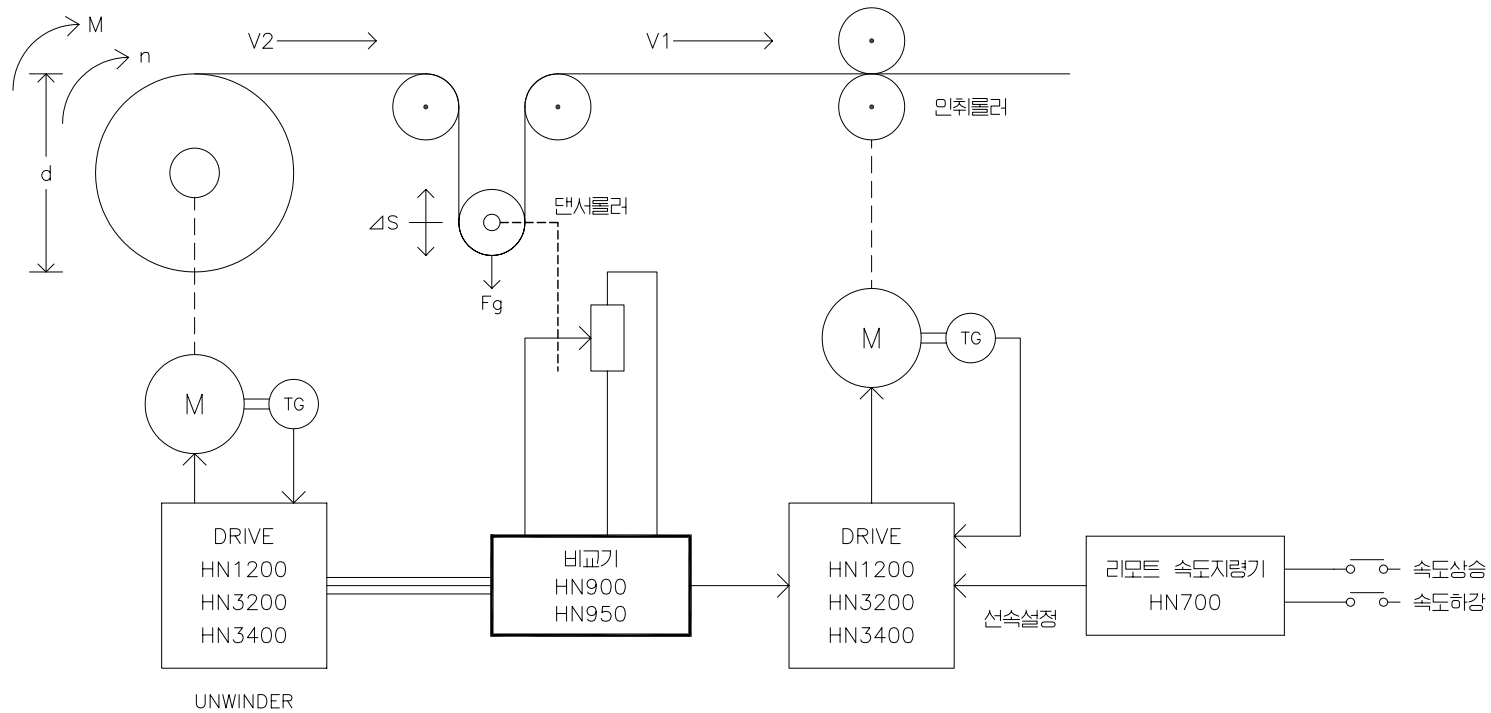 M
n
V2
V1
d
인취롤러
⊿S
댄서롤러
Fg
M
TG
M
TG
DRIVE
HN1200
HN3200
HN3400
비교기
HN900
HN950
DRIVE
HN1200
HN3200
HN3400
선속설정
리모트 속도지령기
HN700
속도상승
속도하강
UNWINDER